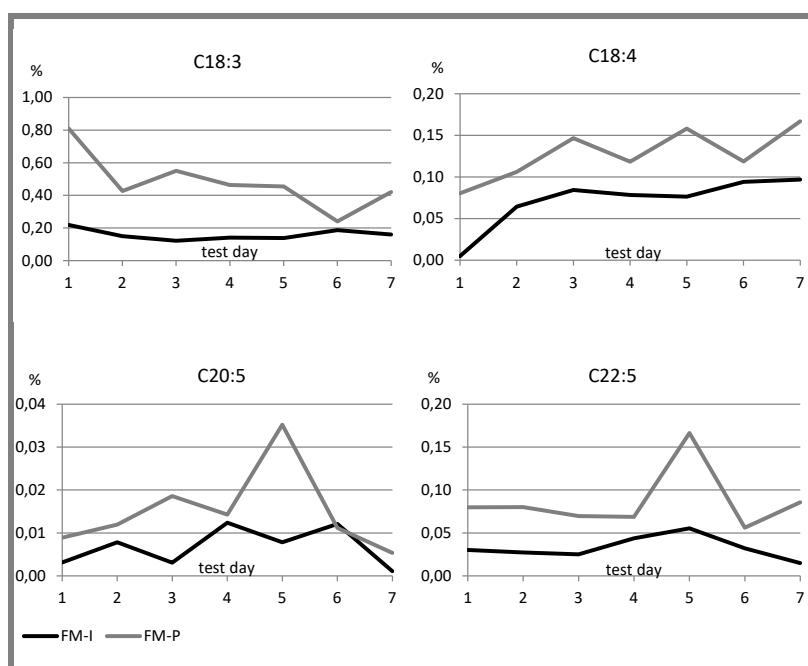 C18:3
%
1,00
0,80
0,60
0,40
0,20
0,00
test day
1 2 3 4 5 6 7
C18:4
%
0,20
0,15
0,10
0,05
0,00
test day
1 2 3 4 5 6 7
C20:5
%
0,04
0,03
0,02
0,01
0,00
test day
1 2 3 4 5 6 7
C22:5
%
0,20
0,15
0,10
0,05
0,00
test day
1 2 3 4 5 6 7
FM-I FM-P